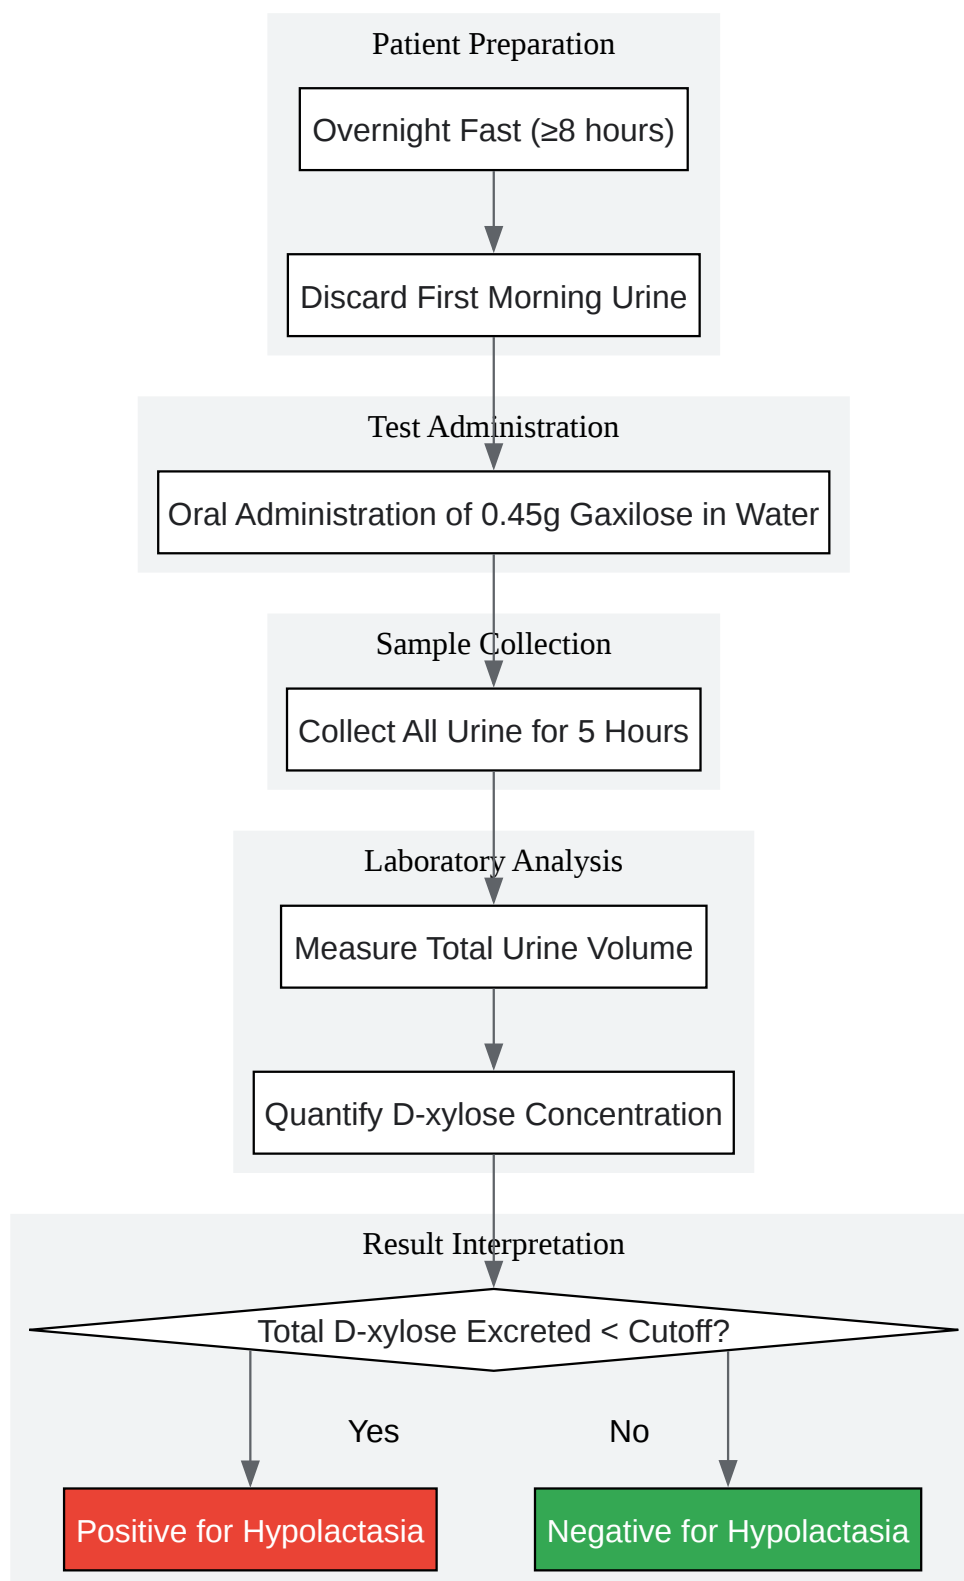 Patient Preparation
Overnight Fast (≥8 hours)
Discard First Morning Urine
Test Administration
Oral Administration of 0.45g Gaxilose in Water
Sample Collection
Collect All Urine for 5 Hours
Laboratory Analysis
Measure Total Urine Volume
Quantify D-xylose Concentration
Result Interpretation
Total D-xylose Excreted < Cutoff?
Yes
No
Positive for Hypolactasia
Negative for Hypolactasia